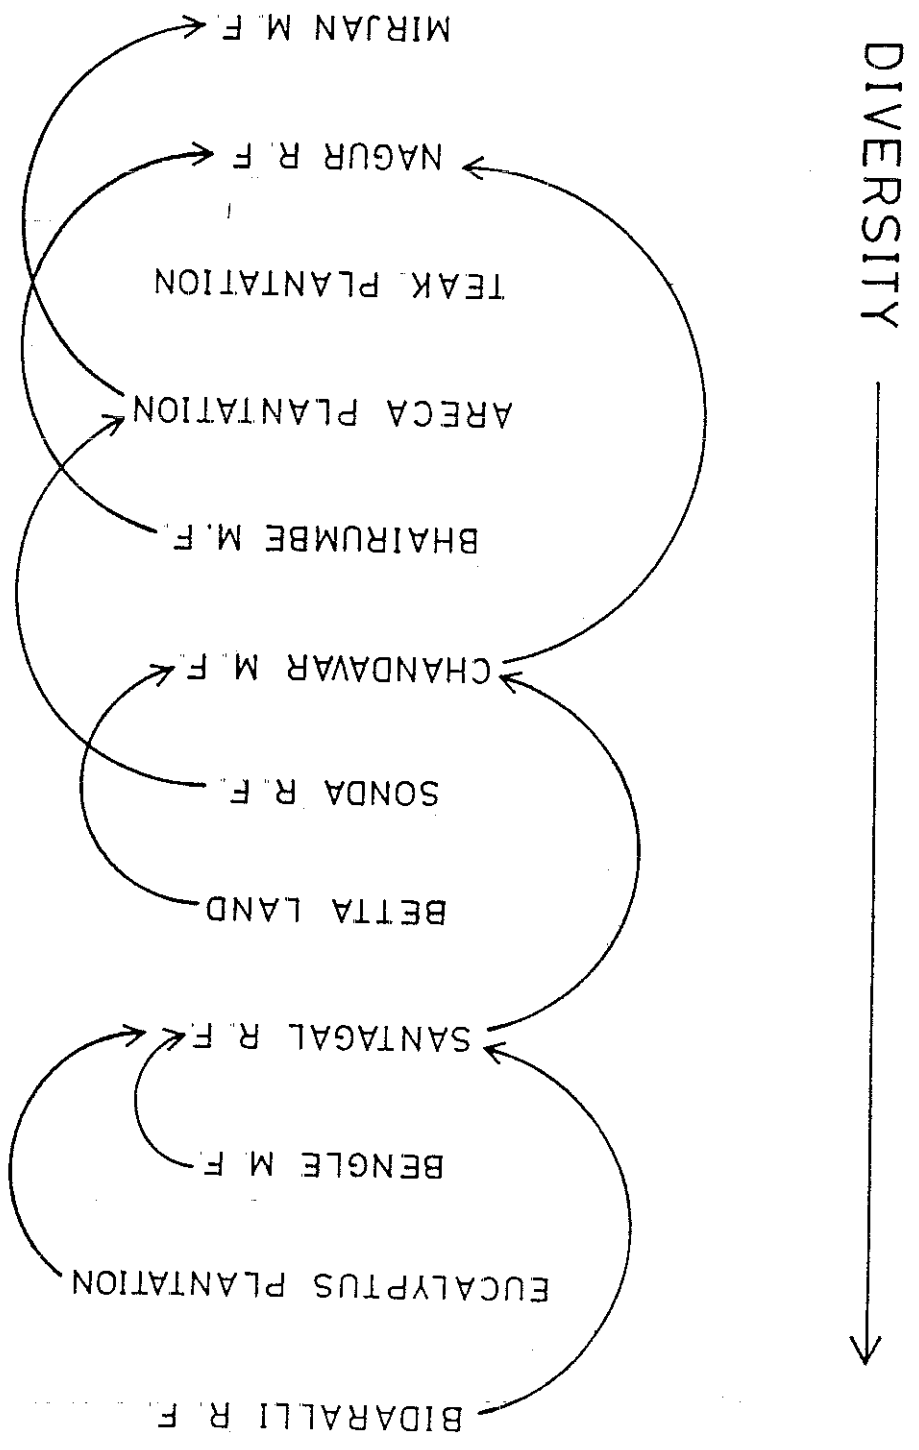 BIDARALLI R.F.
EUCALYPTUS PLANTATION
BENGLE M.F.
SANTAGAL R.F.
BETTA LAND
SONDA R.F.
CHANDAVAR M.F.
BHAIRUMBE M.F.
ARECA PLANTATION
TEAK PLANTATION
NAGUR R.F.
MIRJAN M.F.
DIVERSITY